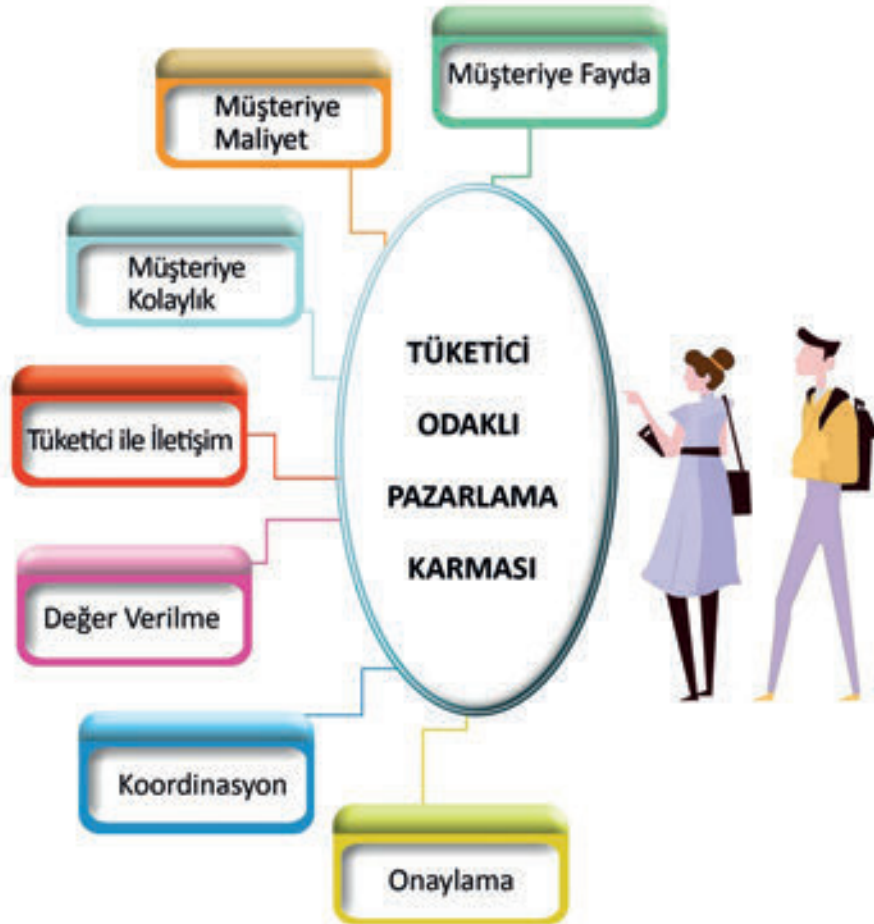 Müşteriye Fayda
Müşteriye
Maliyet
Müşteriye
Kolaylık
Tüketici ile İletişim
Değer Verilme
Koordinasyon
Onaylama
TÜKETİCİ
ODAKLI
PAZARLAMA
KARMASI